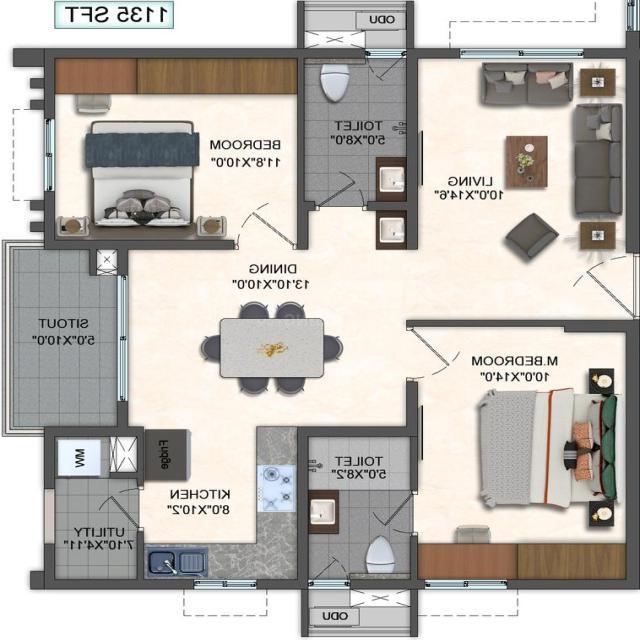 1135 SFT
ODU
TOILET
5'0"X8'0"
BEDROOM
11'8"X10'0"
LIVING
10'0"X14'6"
DINING
13'10"X10'0"
SITOUT
5'0"X10'0"
M.BEDROOM
10'0"X14'0"
WM
Fridge
TOILET
5'0"X8'2"
KITCHEN
8'0"X10'2"
UTILITY
7'10"X4'11"
ODU